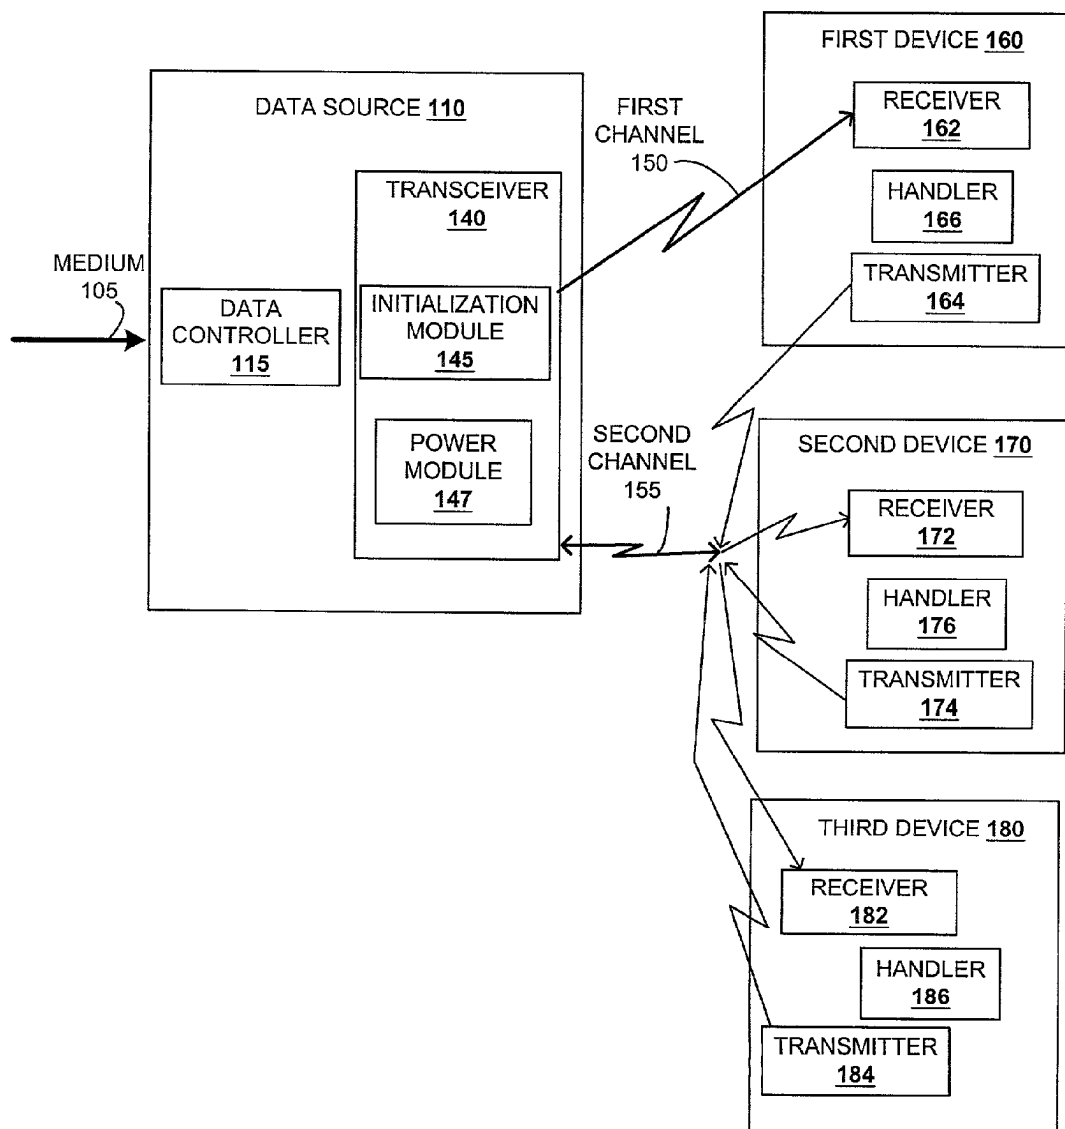 MEDIUM
105
DATA SOURCE 110
DATA
CONTROLLER
115
TRANSCEIVER
140
INITIALIZATION
MODULE
145
POWER
MODULE
147
FIRST
CHANNEL
150
SECOND
CHANNEL
155
FIRST DEVICE 160
RECEIVER
162
HANDLER
166
TRANSMITTER
164
SECOND DEVICE 170
RECEIVER
172
HANDLER
176
TRANSMITTER
174
THIRD DEVICE 180
RECEIVER
182
HANDLER
186
TRANSMITTER
184